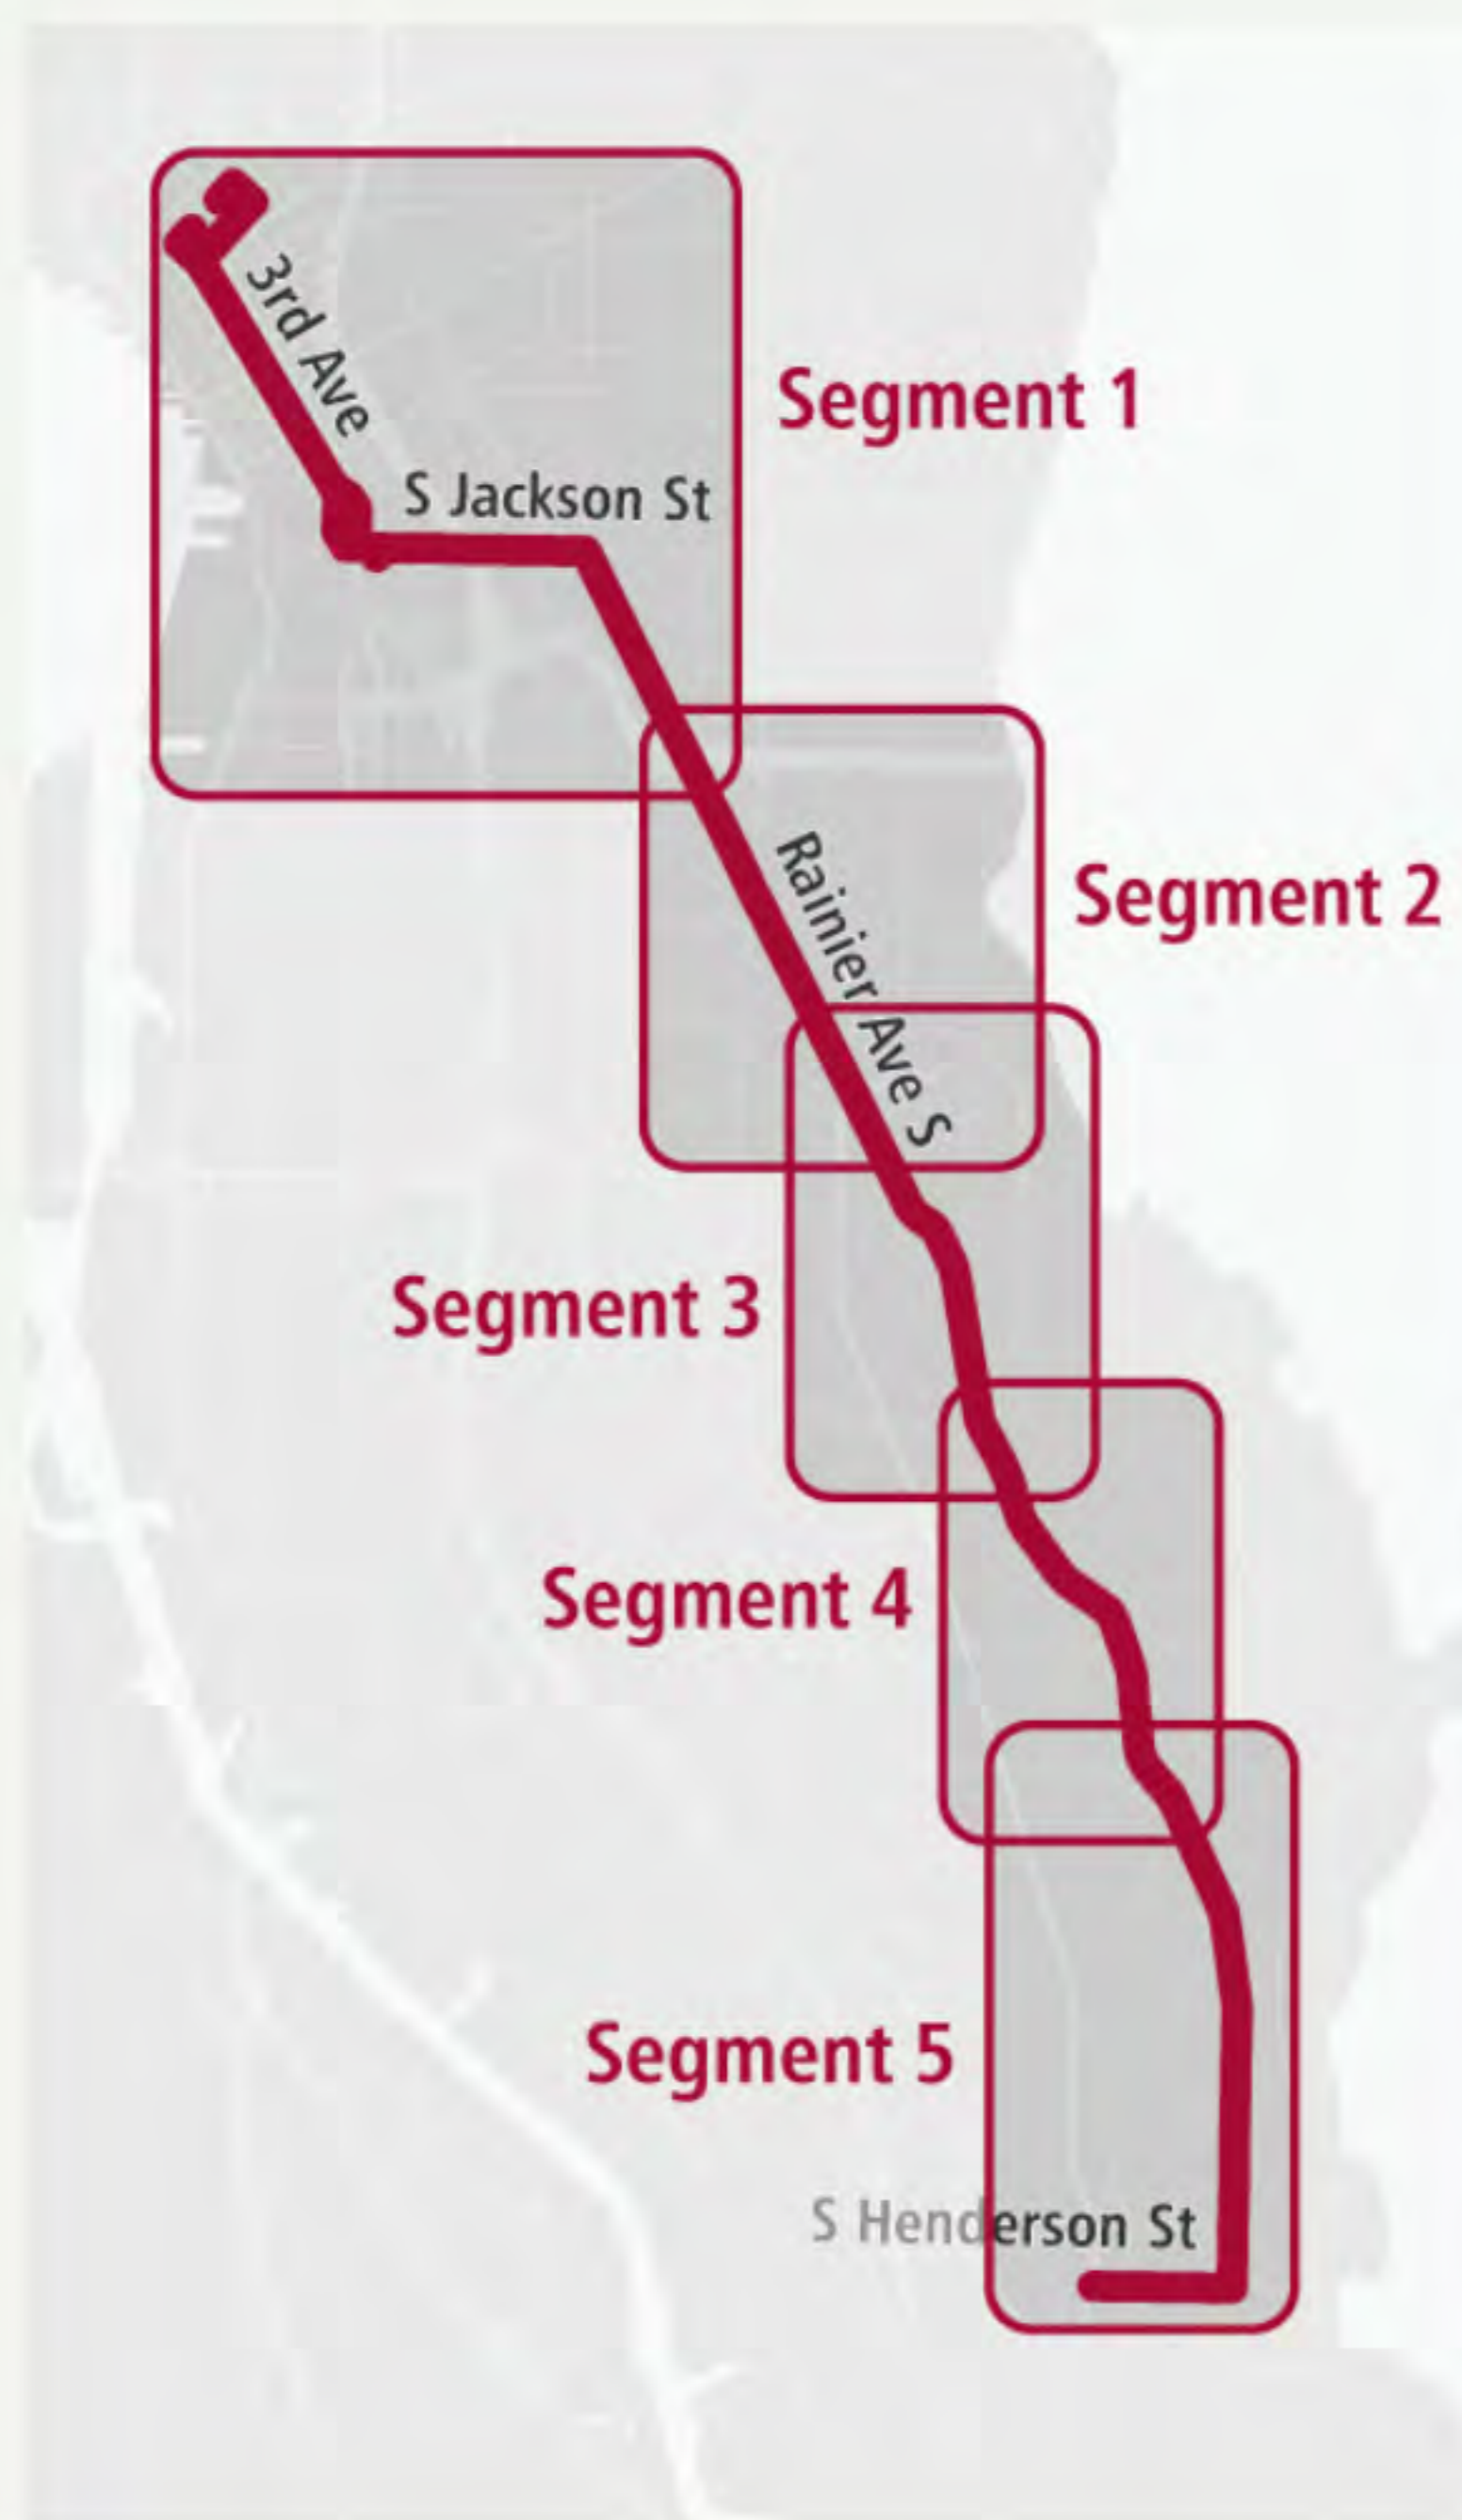 3rd Ave
Segment 1
S Jackson St
Segment 2
Rainier Ave S
Segment 3
Segment 4
Segment 5
S Henderson St